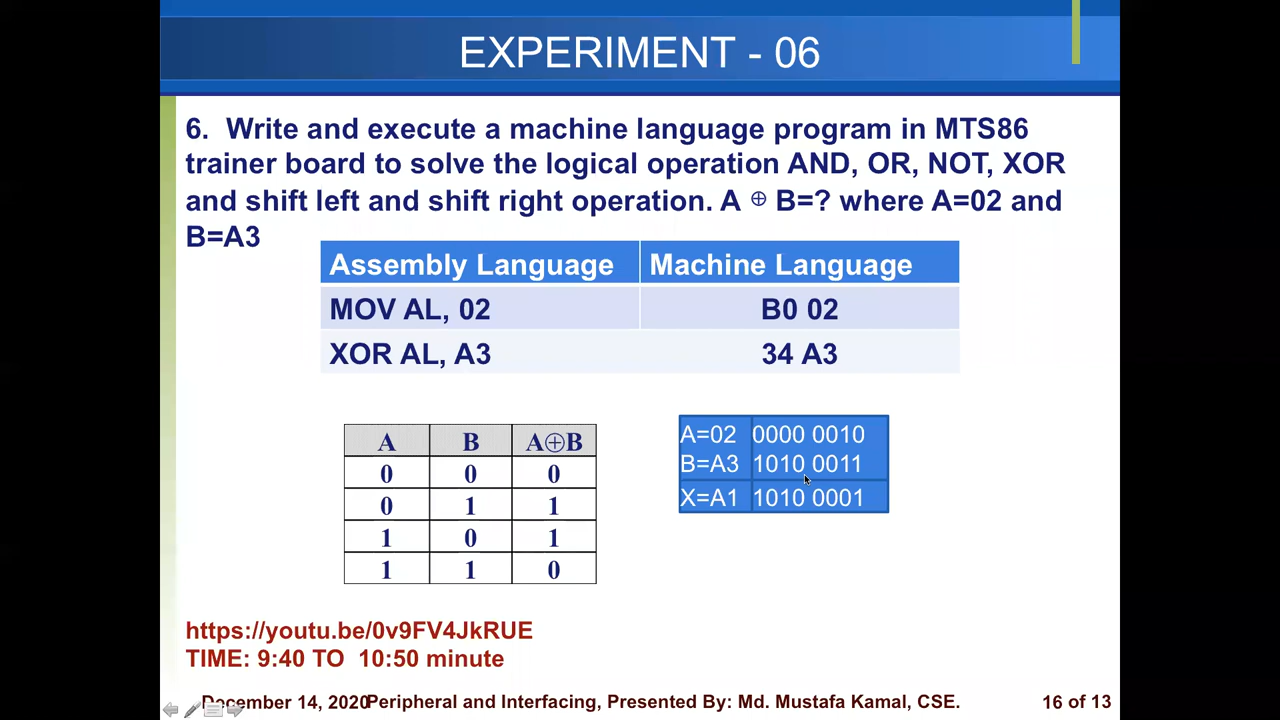 EXPERIMENT - 06
6. Write and execute a machine language program in MTS86
trainer board to solve the logical operation AND, OR, NOT, XOR
and shift left and shift right operation. A ⊕ B=? where A=02 and
B=A3
Assembly Language Machine Language
MOV AL, 02 B0 02
XOR AL, A3 34 A3
A B A⊕B
0 0 0
0 1 1
1 0 1
1 1 0
A=02 0000 0010
B=A3 1010 0011
X=A1 1010 0001
https://youtu.be/0v9FV4JkRUE
TIME: 9:40 TO 10:50 minute
December 14, 2020 Peripheral and Interfacing, Presented By: Md. Mustafa Kamal, CSE. 16 of 13